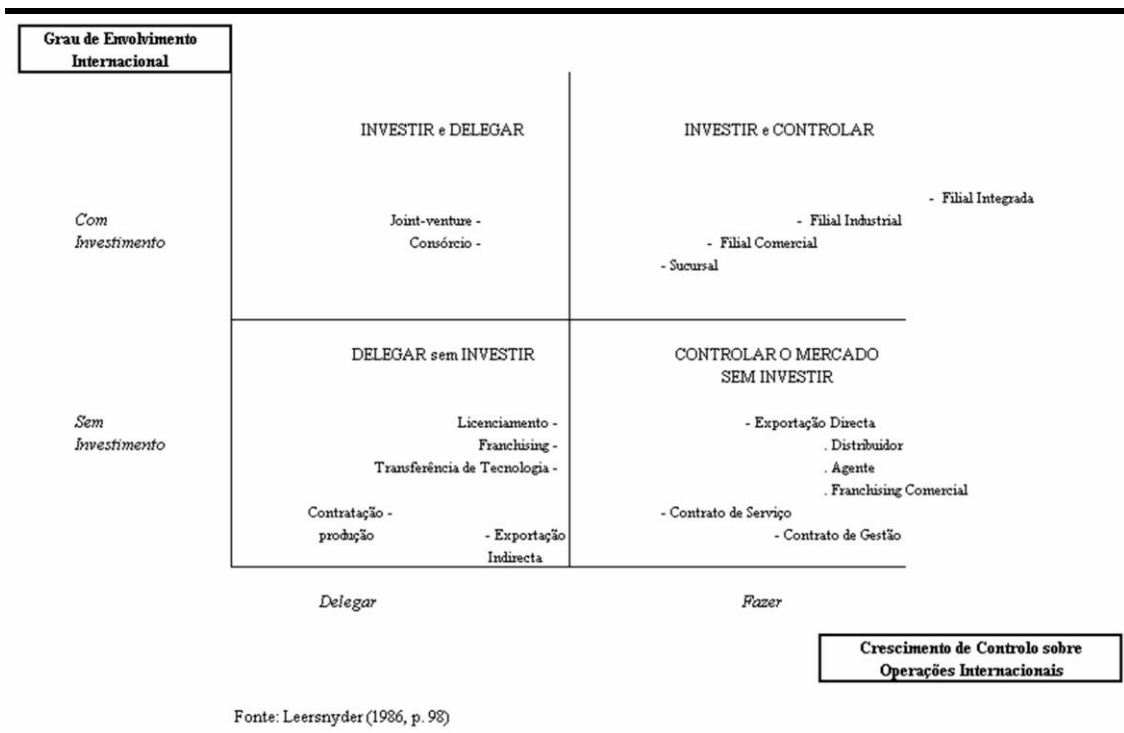 Grau de Envolvimento
Internacional
INVESTIR e DELEGAR
INVESTIR e CONTROLAR
Com
Investimento
Joint-venture -
Consórcio -
- Filial Integrada
- Filial Industrial
- Filial Comercial
- Sucursal
DELEGAR sem INVESTIR
CONTROLAR O MERCADO
SEM INVESTIR
Sem
Investimento
Licenciamento -
Franchising -
Transferência de Tecnologia -
Contratação -
produção
- Exportação
Indirecta
- Exportação Directa
. Distribuidor
. Agente
. Franchising Comercial
- Contrato de Serviço
- Contrato de Gestão
Delegar
Fazer
Crescimento de Controlo sobre
Operações Internacionais
Fonte: Leersnyder (1986, p. 98)